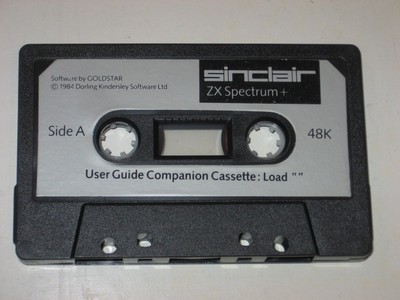 Software by GOLDSTAR
© 1984 Dorling Kindersley Software Ltd
sinclair
ZX Spectrum+
Side A
48K
User Guide Companion Cassette: Load " "